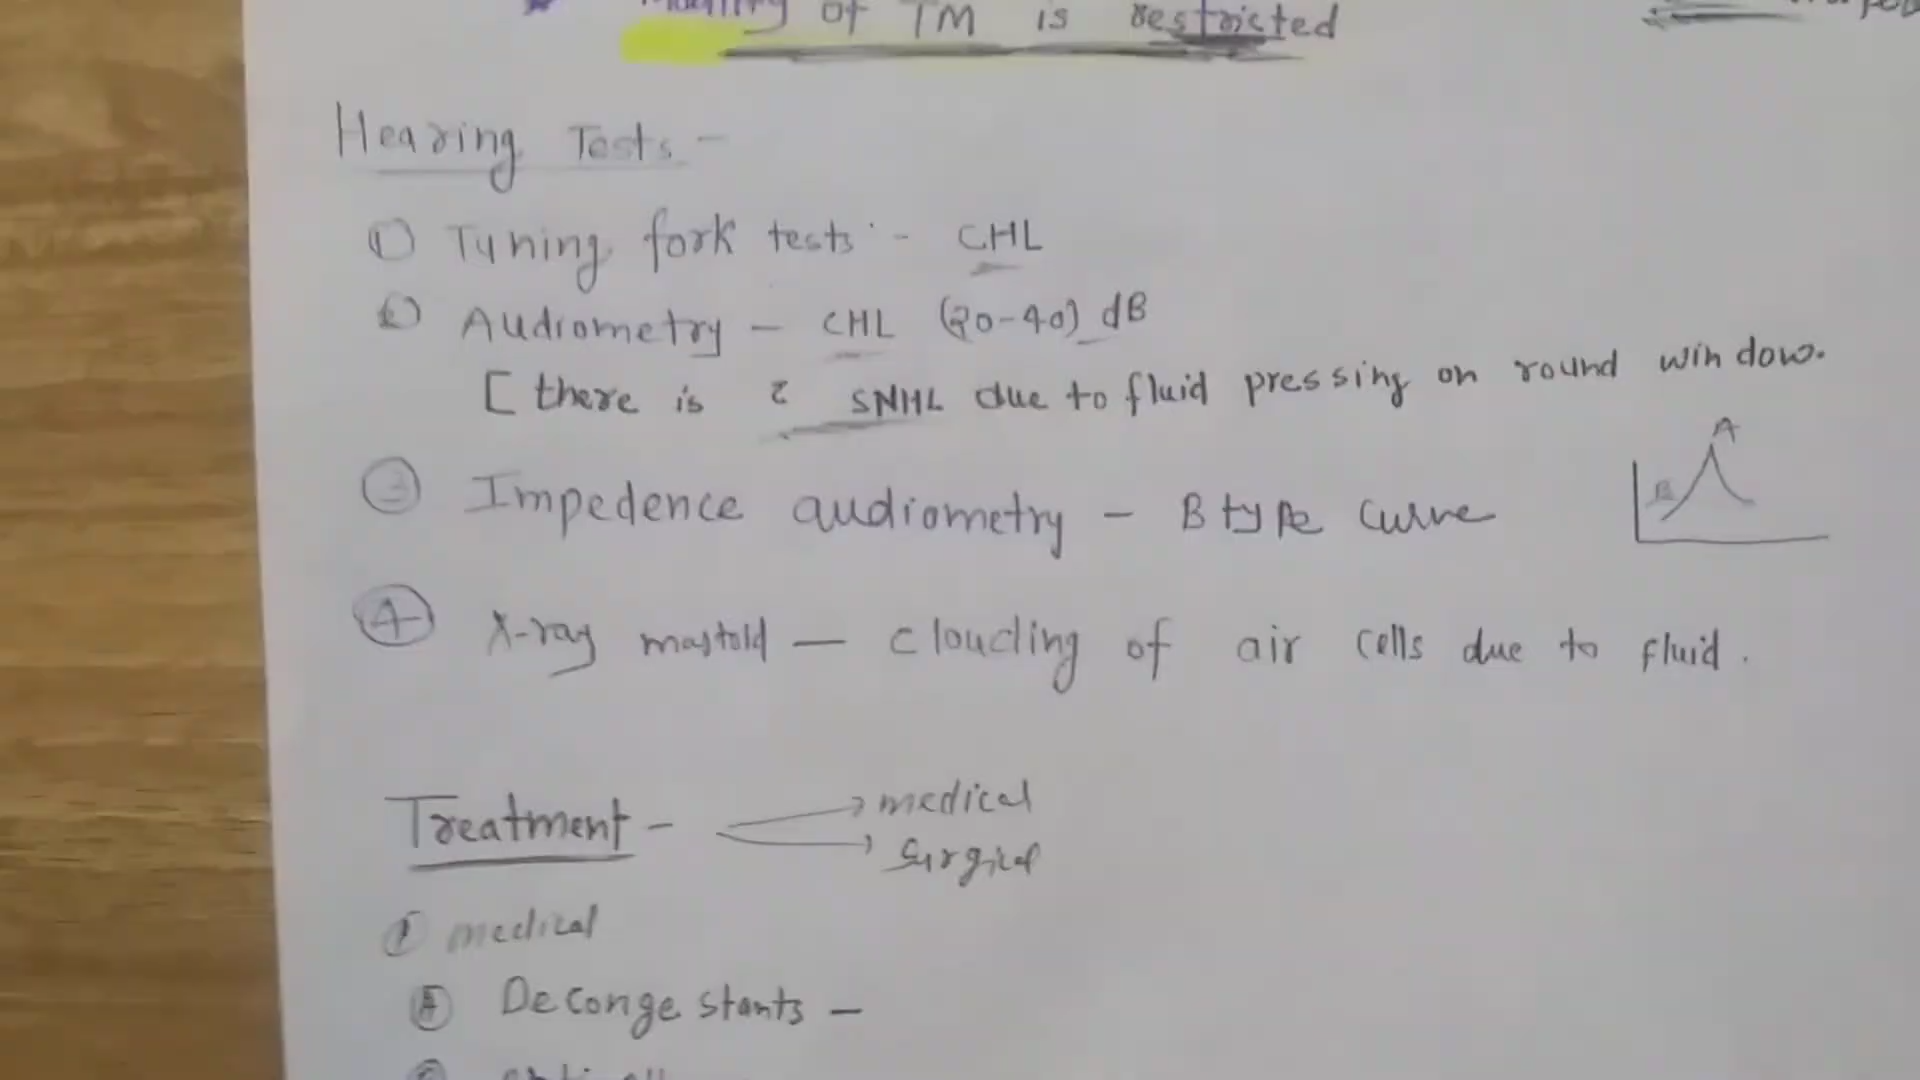 of TM is restricted
Hearing Tests -
① Tuning fork tests - CHL
② Audiometry - CHL (20-40) dB
[ there is c̄ SNHL due to fluid pressing on round window.
A
B
③ Impedence audiometry - B type curve
④ X-ray mastoid - clouding of air cells due to fluid.
Treatment - → medical
→ surgical
① medical
Decongestants -